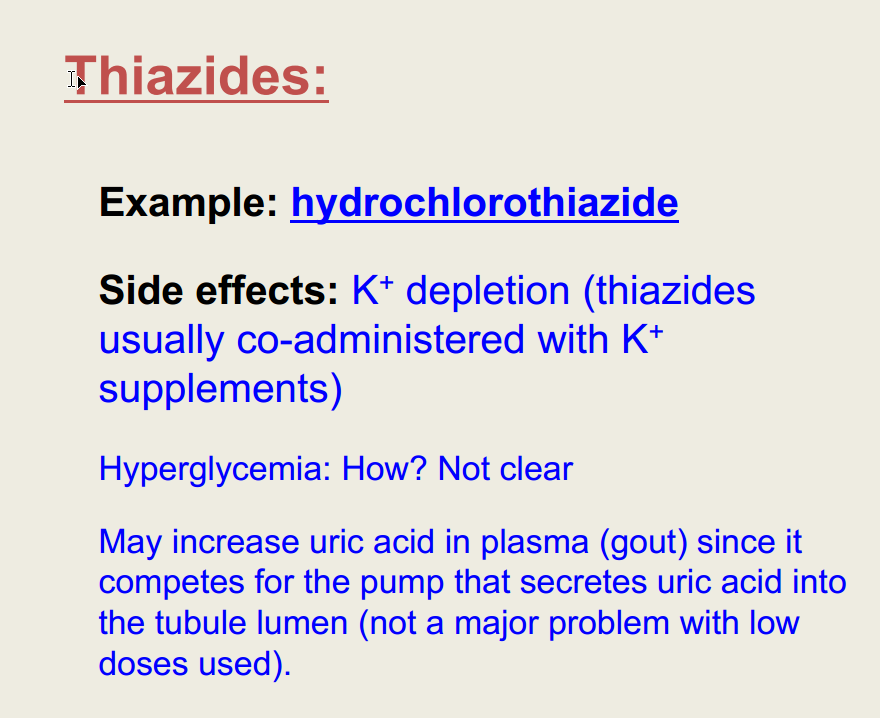 Thiazides:
Example: hydrochlorothiazide
Side effects: K⁺ depletion (thiazides
usually co-administered with K⁺
supplements)
Hyperglycemia: How? Not clear
May increase uric acid in plasma (gout) since it
competes for the pump that secretes uric acid into
the tubule lumen (not a major problem with low
doses used).